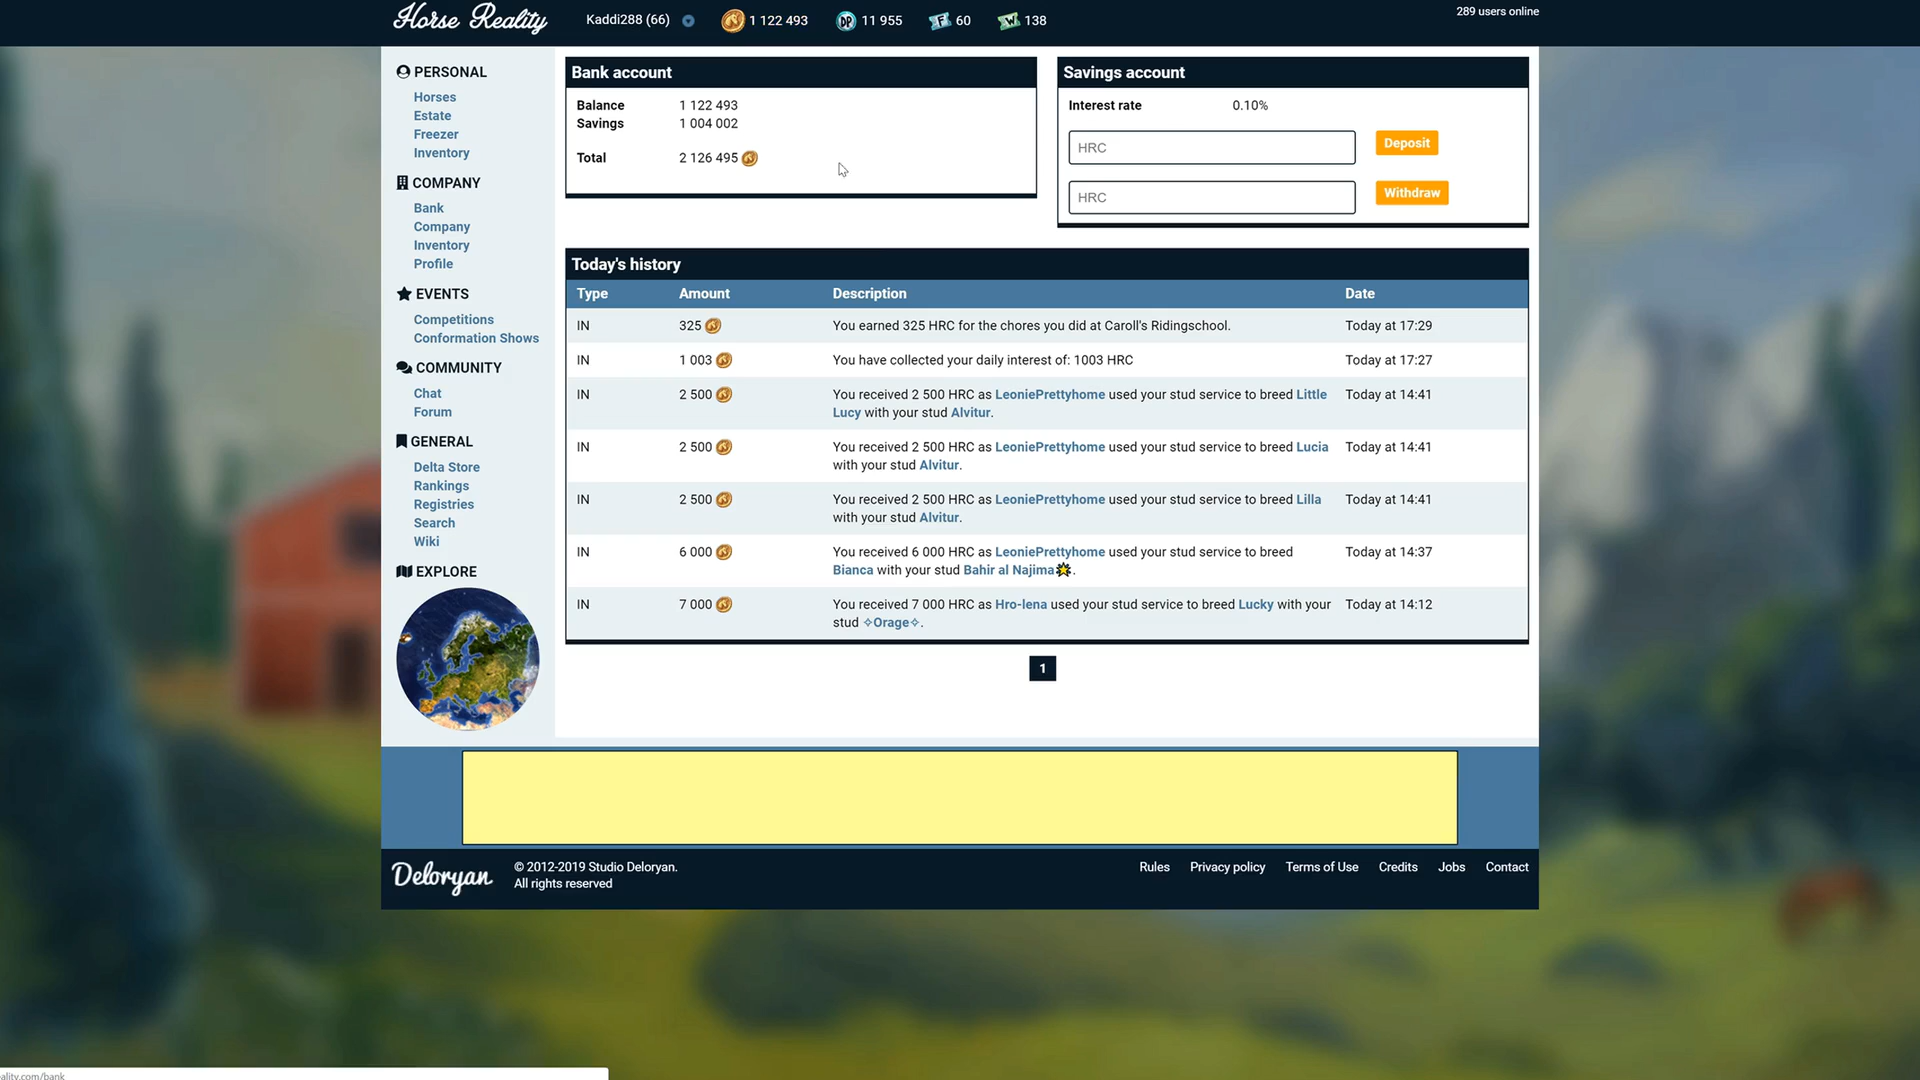 Horse Reality
Kaddi288 (66)
1 122 493
DP
11 955
F
60
W
138
289 users online
PERSONAL
Horses
Estate
Freezer
Inventory
COMPANY
Bank
Company
Inventory
Profile
EVENTS
Competitions
Conformation Shows
COMMUNITY
Chat
Forum
GENERAL
Delta Store
Rankings
Registries
Search
Wiki
EXPLORE
Bank account
Balance 1 122 493
Savings 1 004 002
Total 2 126 495
Savings account
Interest rate 0.10%
HRC Deposit
HRC Withdraw
Today's history
Type Amount Description Date
IN 325 You earned 325 HRC for the chores you did at Caroll's Ridingschool. Today at 17:29
IN 1 003 You have collected your daily interest of: 1003 HRC Today at 17:27
IN 2 500 You received 2 500 HRC as LeoniePrettyhome used your stud service to breed Little Today at 14:41
Lucy with your stud Alvitur.
IN 2 500 You received 2 500 HRC as LeoniePrettyhome used your stud service to breed Lucia Today at 14:41
with your stud Alvitur.
IN 2 500 You received 2 500 HRC as LeoniePrettyhome used your stud service to breed Lilla Today at 14:41
with your stud Alvitur.
IN 6 000 You received 6 000 HRC as LeoniePrettyhome used your stud service to breed Today at 14:37
Bianca with your stud Bahir al Najima🌟.
IN 7 000 You received 7 000 HRC as Hro-lena used your stud service to breed Lucky with your Today at 14:12
stud ✧Orage✧.
1
Deloryan
© 2012-2019 Studio Deloryan.
All rights reserved
Rules Privacy policy Terms of Use Credits Jobs Contact
ality.com/bank